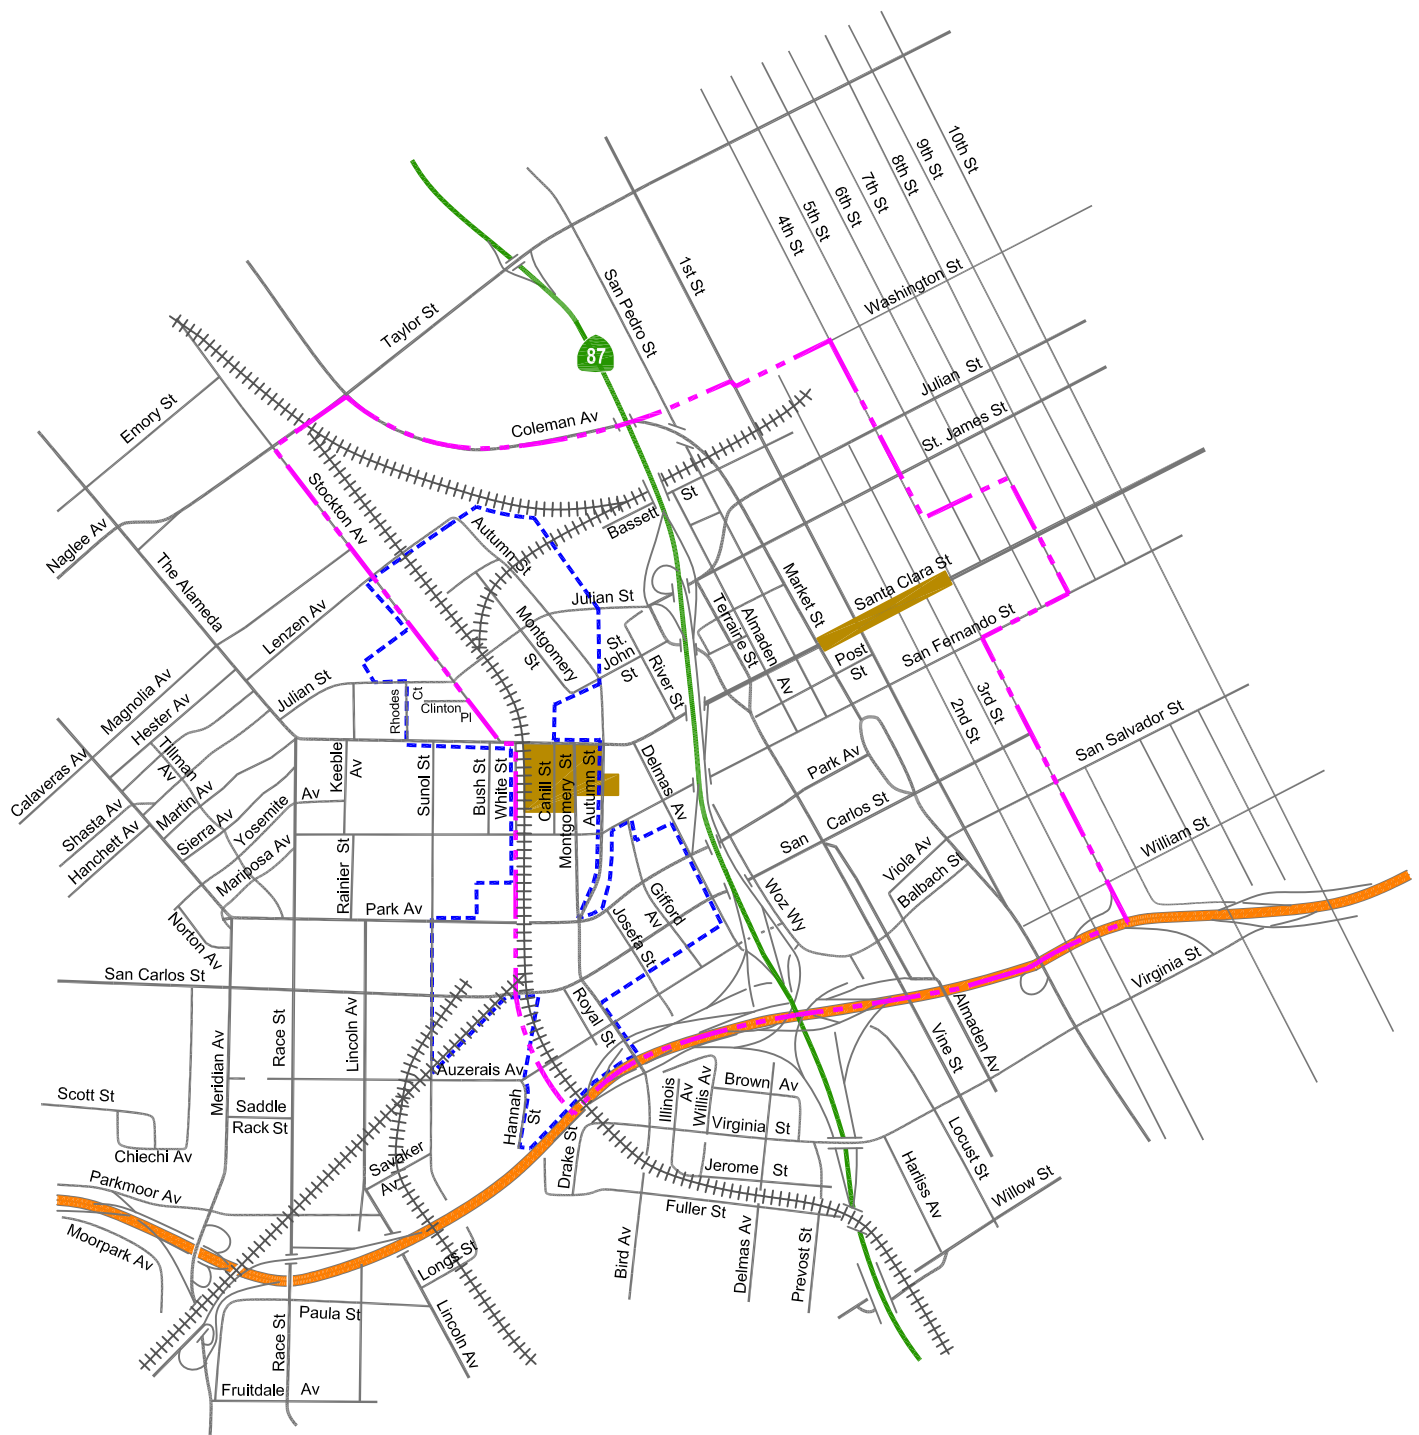 10th St
9th St
8th St
7th St
6th St
5th St
4th St
Washington St
1st St
San Pedro St
Taylor St
87
Julian St
St. James St
Coleman Av
Emory St
Stockton Av
Naglee Av
The Alameda
Autumn St
Bassett St
Santa Clara St
Market St
Julian St
Montgomery St
St. John St
River St
Terraine St
Almaden Av
Post St
San Fernando St
3rd St
2nd St
Lenzen Av
Julian St
Rhodes Ct
Clinton Pl
Magnolia Av
Hester Av
Calaveras Av
Tillman Av
Martin Av
Shasta Av
Hanchett Av
Sierra Av
Yosemite Av
Mariposa Av
Keeble Av
Sunol St
Bush St
White St
Cahill St
Montgomery St
Autumn St
Delmas Av
Park Av
San Carlos St
San Salvador St
William St
Viola Av
Balbach St
Rainier St
Park Av
Norton Av
Gifford Av
Josefa St
Woz Wy
San Carlos St
Race St
Lincoln Av
Meridian Av
Royal St
Virginia St
Almaden Av
Vine St
Auzerais Av
Hannah St
Scott St
Saddle
Rack St
Chiechi Av
Illinois Av
Willis Av
Brown Av
Virginia St
Jerome St
Drake St
Locust St
Harliss Av
Willow St
Parkmoor Av
Moorpark Av
Savaker Av
Fuller St
Bird Av
Delmas Av
Prevost St
Longs St
Lincoln Av
Paula St
Race St
Fruitdale Av